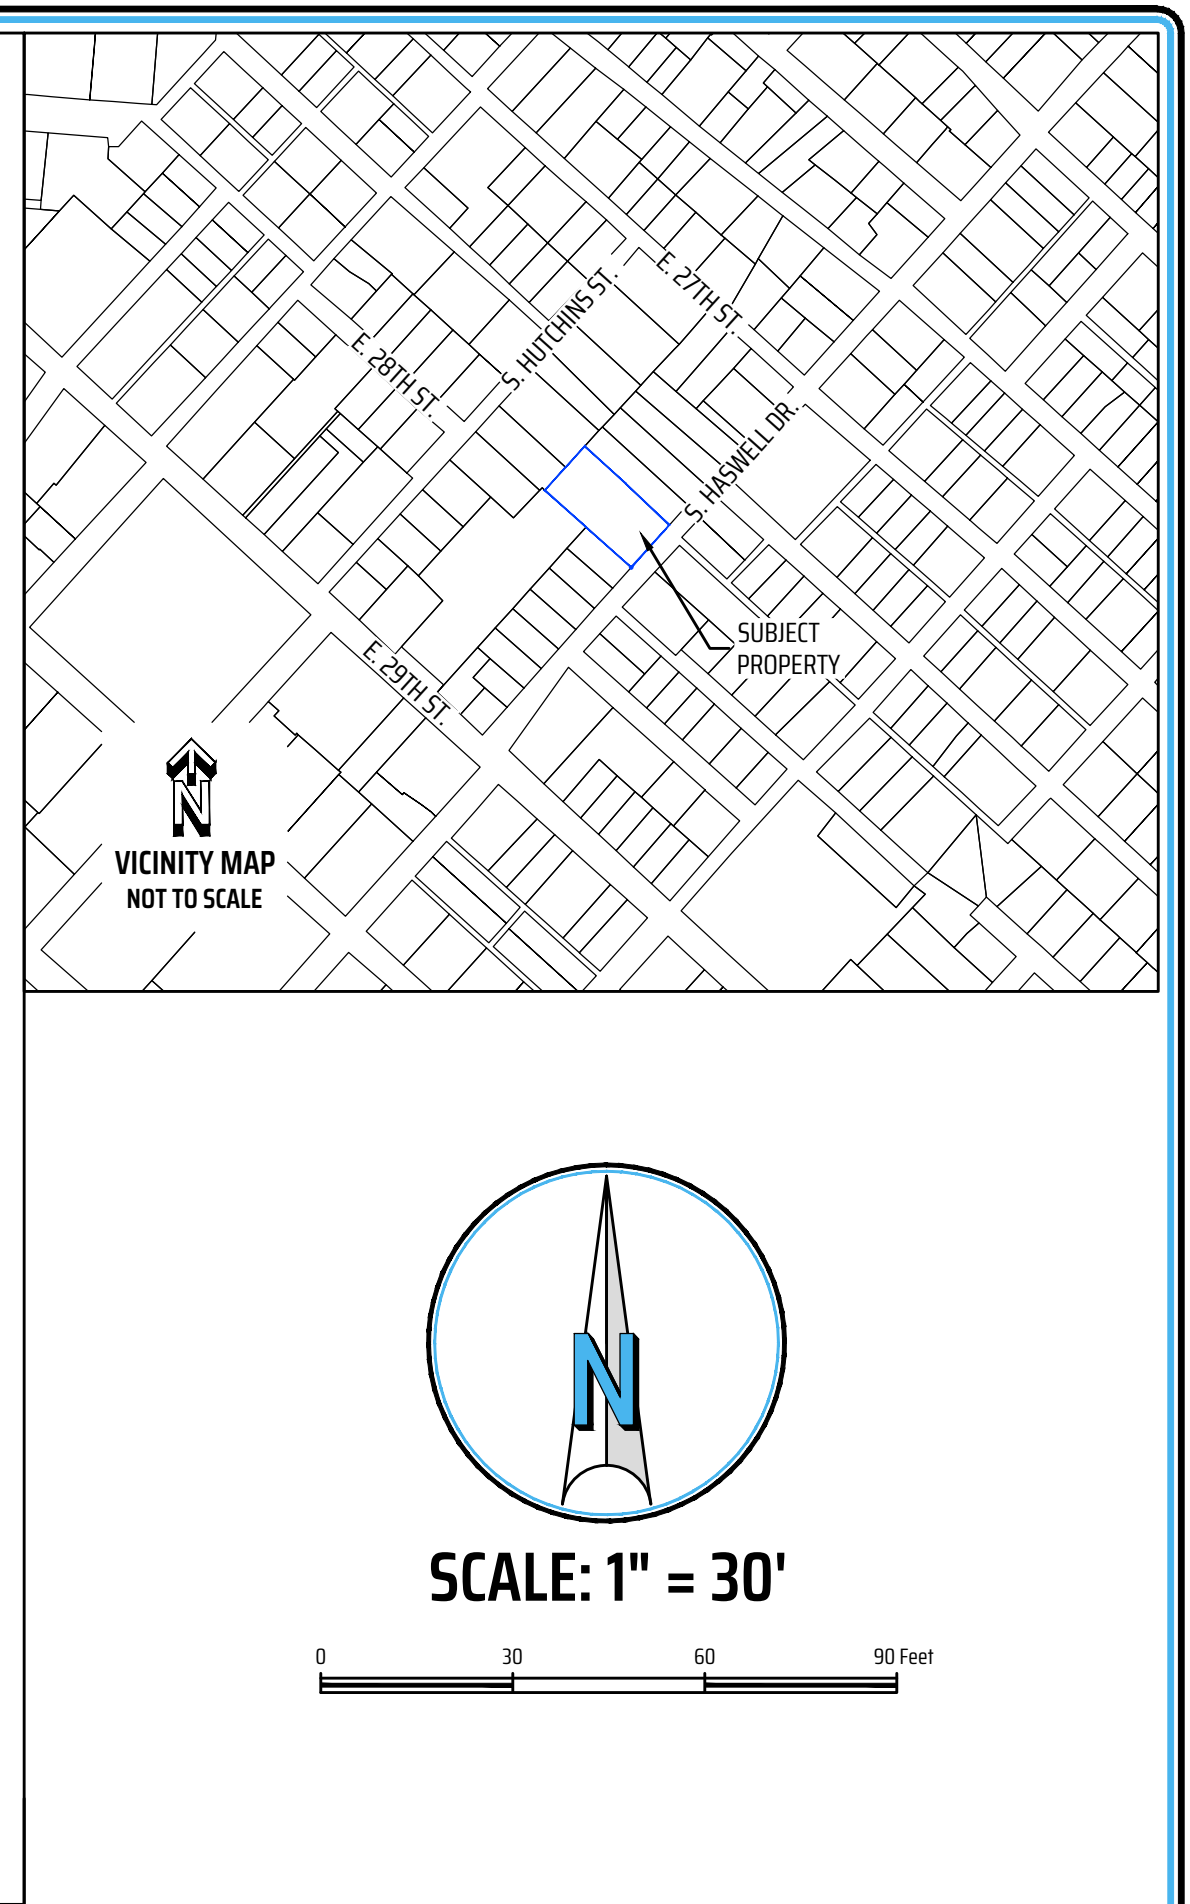 E. 27TH ST.
S. HUTCHINS ST.
E. 28TH ST.
S. HASWELL DR.
SUBJECT
PROPERTY
E. 29TH ST.
N
VICINITY MAP
NOT TO SCALE
N
SCALE: 1" = 30'
0 30 60 90 Feet